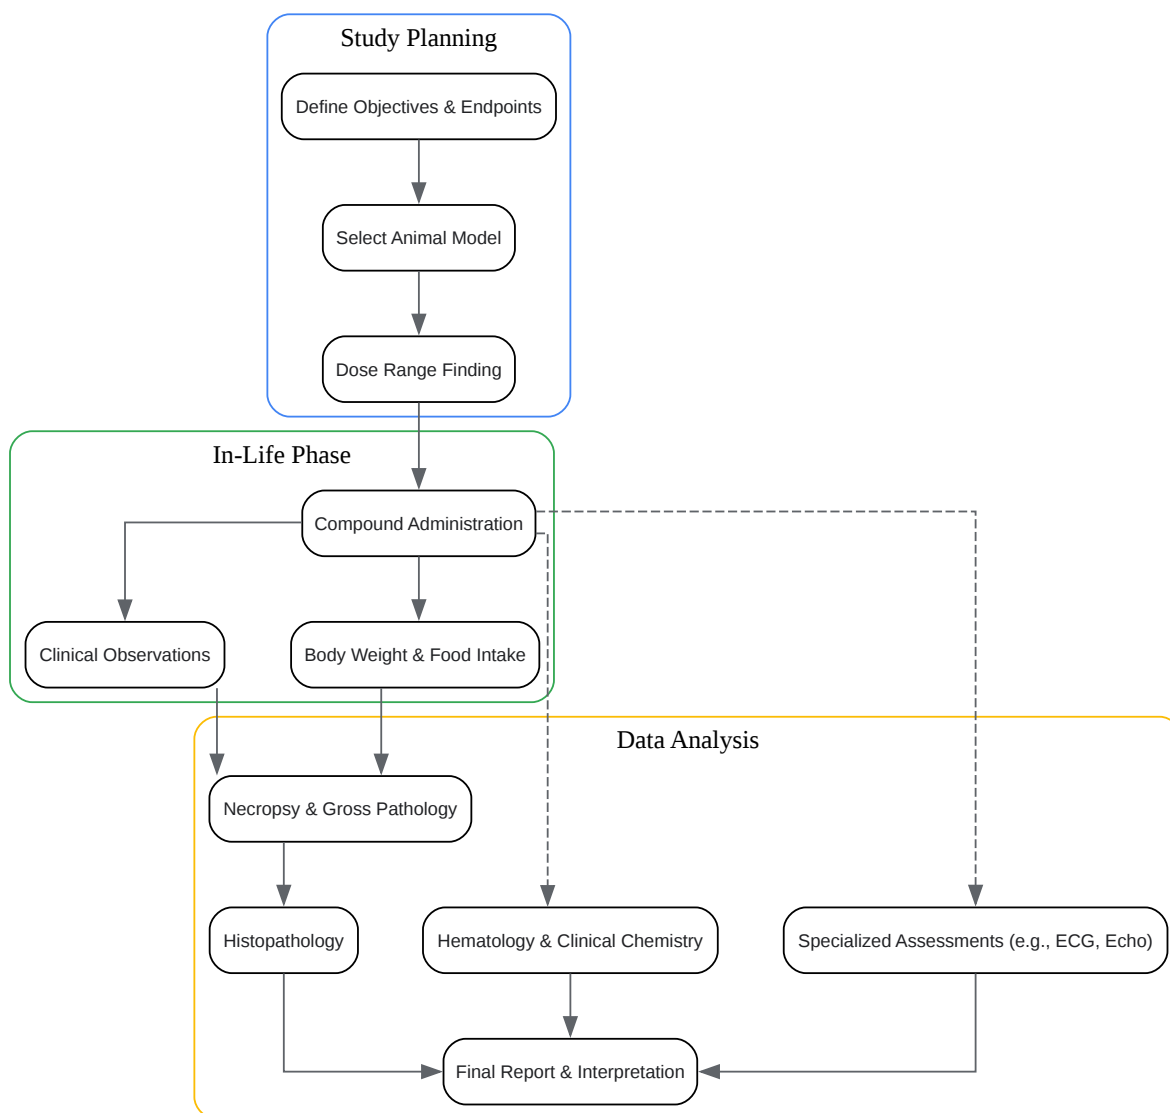 Study Planning
Define Objectives & Endpoints
Select Animal Model
Dose Range Finding
In-Life Phase
Compound Administration
Clinical Observations
Body Weight & Food Intake
Data Analysis
Necropsy & Gross Pathology
Histopathology
Hematology & Clinical Chemistry
Specialized Assessments (e.g., ECG, Echo)
Final Report & Interpretation